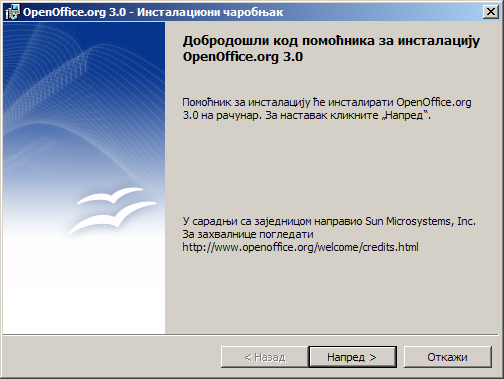 OpenOffice.org 3.0 - Инсталациони чаробњак
Добродошли код помоћника за инсталацију
OpenOffice.org 3.0
Помоћник за инсталацију ће инсталирати OpenOffice.org
3.0 на рачунар. За наставак кликните „Напред“.
У сарадњи са заједницом направио Sun Microsystems, Inc.
За захвалнице погледати
http://www.openoffice.org/welcome/credits.html
< Назад
Напред >
Откажи